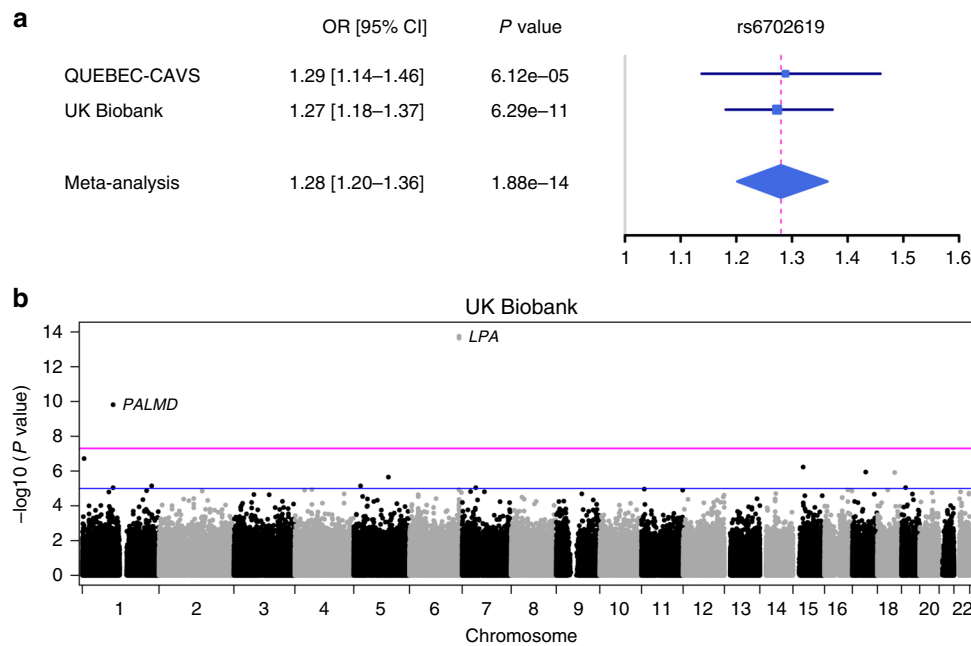 a
OR [95% CI] P value rs6702619
QUEBEC-CAVS 1.29 [1.14–1.46] 6.12e–05
UK Biobank 1.27 [1.18–1.37] 6.29e–11
Meta-analysis 1.28 [1.20–1.36] 1.88e–14
1 1.1 1.2 1.3 1.4 1.5 1.6
b
UK Biobank
14
12
10
8
6
4
2
0
–log10 (P value)
LPA
PALMD
1 2 3 4 5 6 7 8 9 10 11 12 13 14 15 16 18 20 22
Chromosome